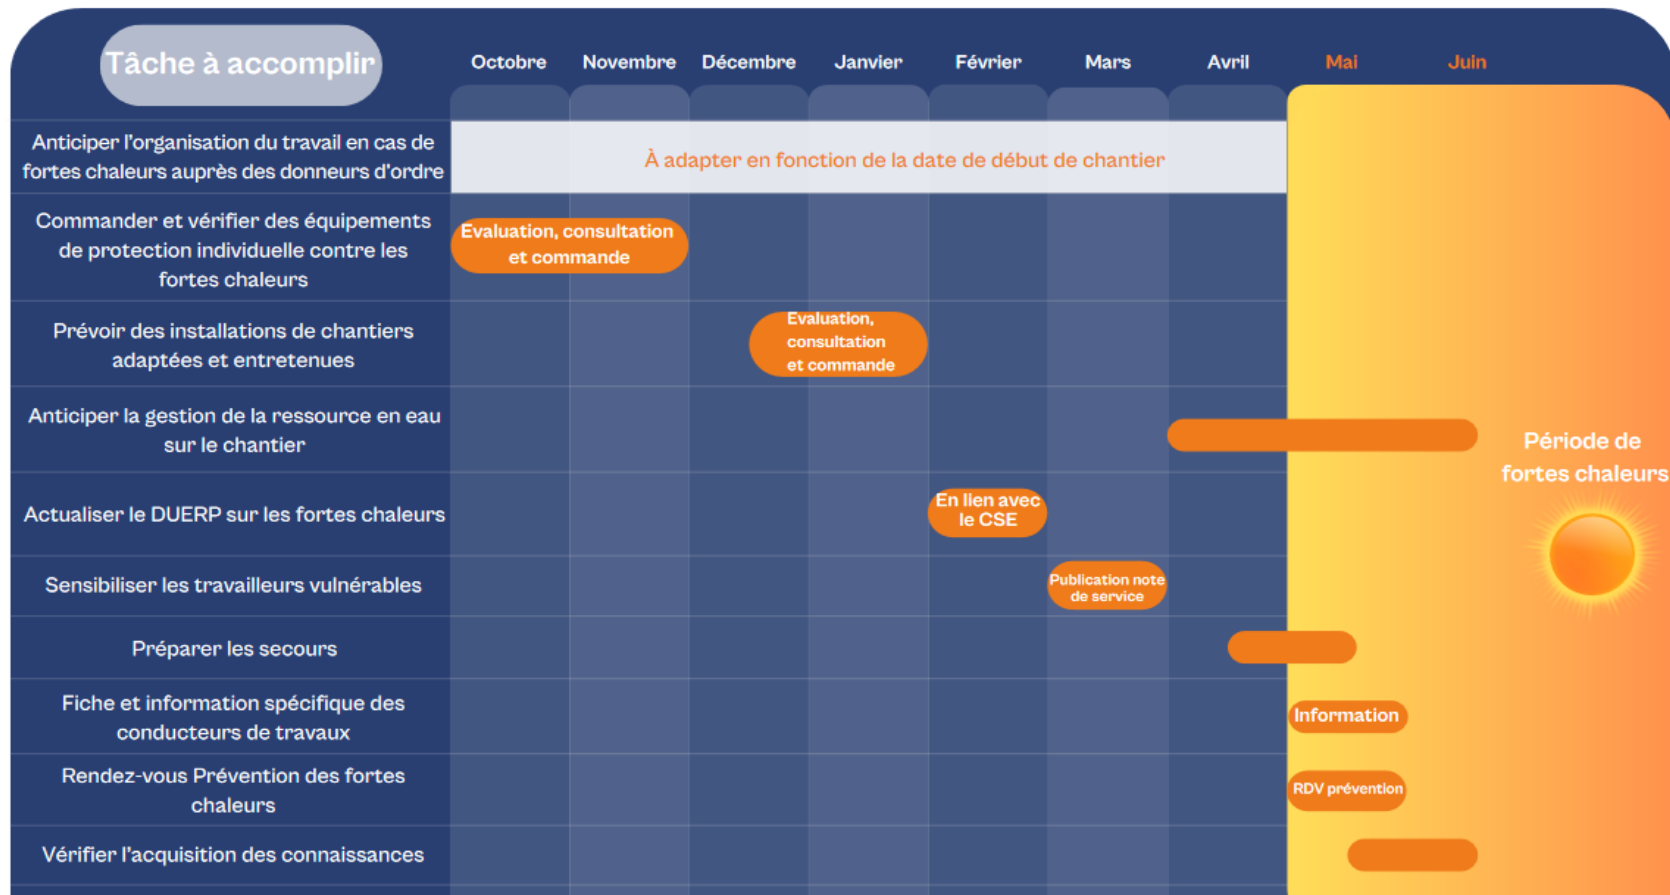 Tâche à accomplir
Octobre
Novembre
Décembre
Janvier
Février
Mars
Avril
Mai
Juin
Anticiper l'organisation du travail en cas de
fortes chaleurs auprès des donneurs d'ordre
À adapter en fonction de la date de début de chantier
Commander et vérifier des équipements
de protection individuelle contre les
fortes chaleurs
Evaluation, consultation
et commande
Prévoir des installations de chantiers
adaptées et entretenues
Evaluation,
consultation
et commande
Anticiper la gestion de la ressource en eau
sur le chantier
Période de
fortes chaleurs
Actualiser le DUERP sur les fortes chaleurs
En lien avec
le CSE
Sensibiliser les travailleurs vulnérables
Publication note
de service
Préparer les secours
Fiche et information spécifique des
conducteurs de travaux
Information
Rendez-vous Prévention des fortes
chaleurs
RDV prévention
Vérifier l'acquisition des connaissances